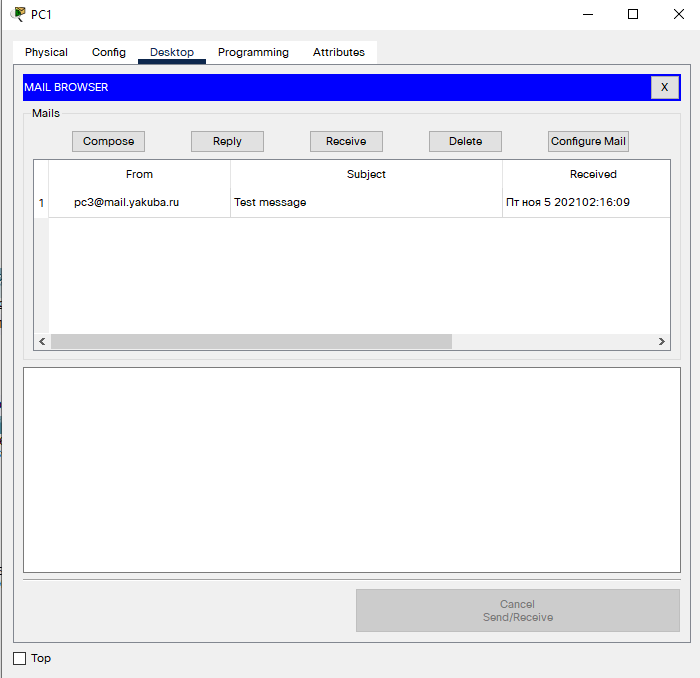 PC1
Physical Config Desktop Programming Attributes
MAIL BROWSER X
Mails
Compose Reply Receive Delete Configure Mail
From Subject Received
1 pc3@mail.yakuba.ru Test message Пт ноя 5 202102:16:09
Cancel
Send/Receive
Top